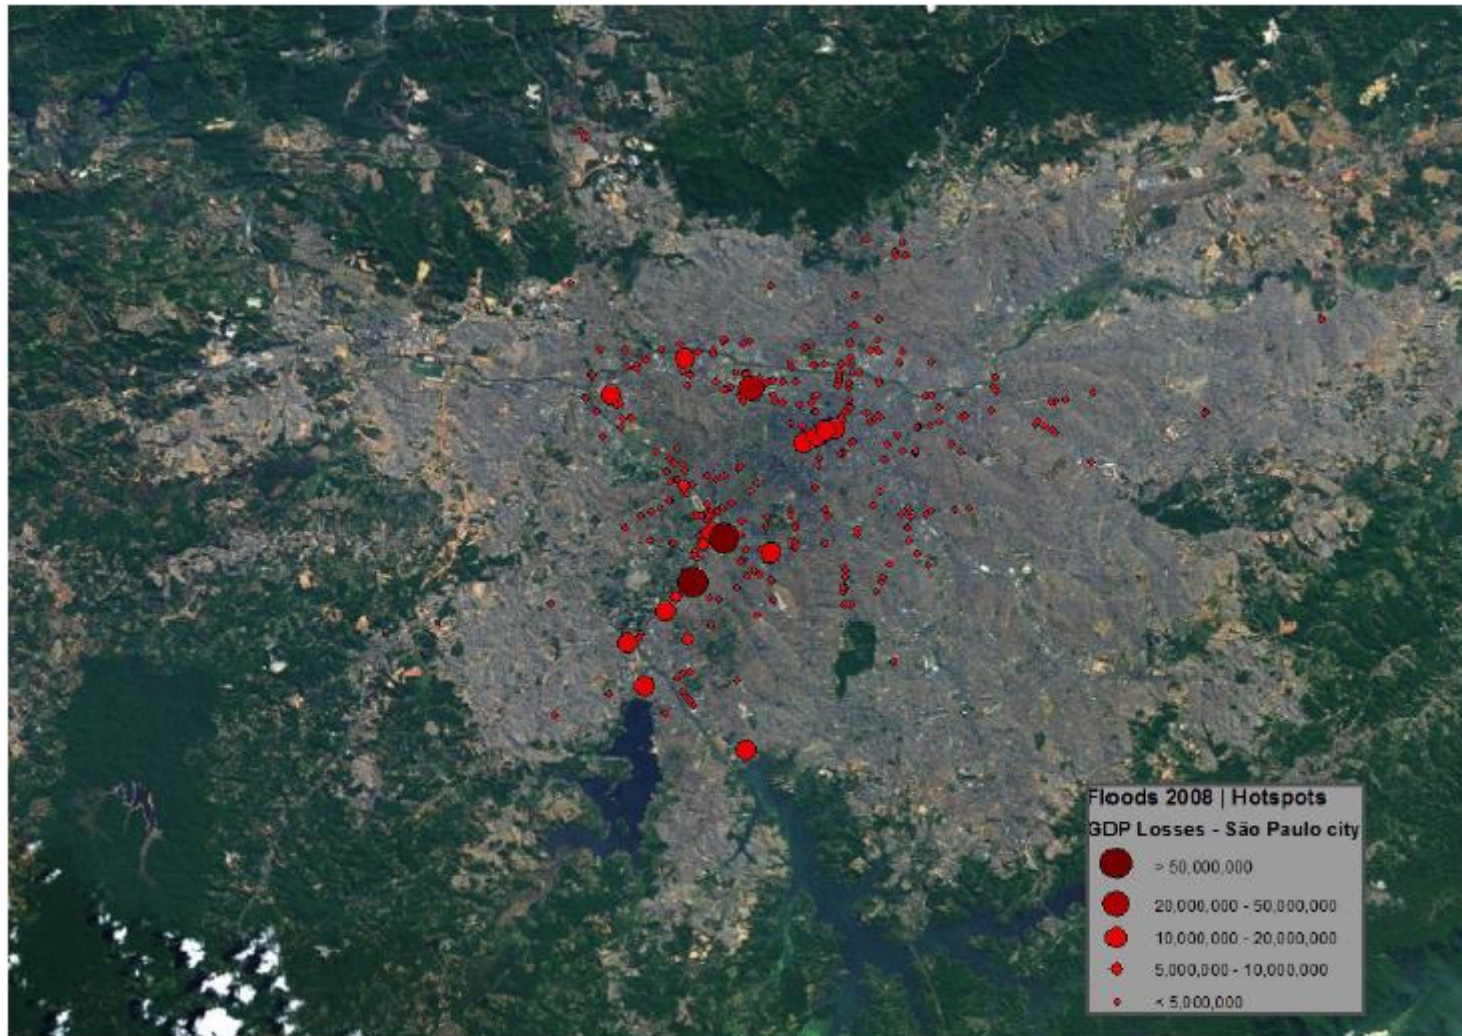 Floods 2008 | Hotspots
GDP Losses - São Paulo city
> 50,000,000
20,000,000 - 50,000,000
10,000,000 - 20,000,000
5,000,000 - 10,000,000
< 5,000,000